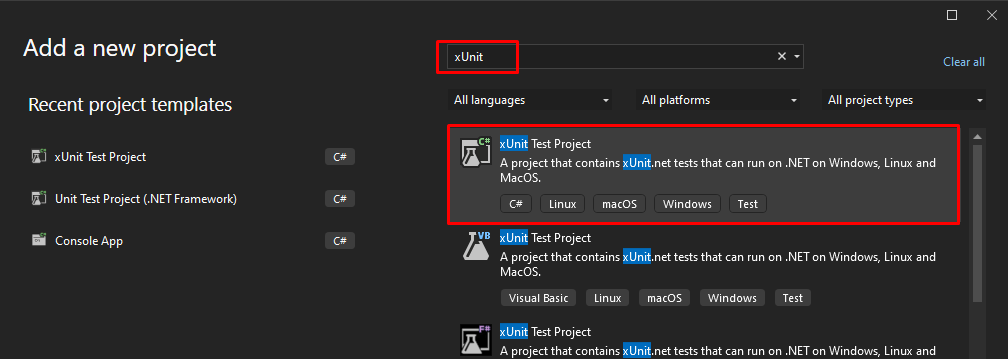 Add a new project
Recent project templates
xUnit Test Project
C#
Unit Test Project (.NET Framework)
C#
Console App
C#
xUnit
Clear all
All languages
All platforms
All project types
C#
xUnit Test Project
A project that contains xUnit.net tests that can run on .NET on Windows, Linux and
MacOS.
C# Linux macOS Windows Test
VB
xUnit Test Project
A project that contains xUnit.net tests that can run on .NET on Windows, Linux and
MacOS.
Visual Basic Linux macOS Windows Test
F#
xUnit Test Project
A project that contains xUnit.net tests that can run on .NET on Windows, Linux and